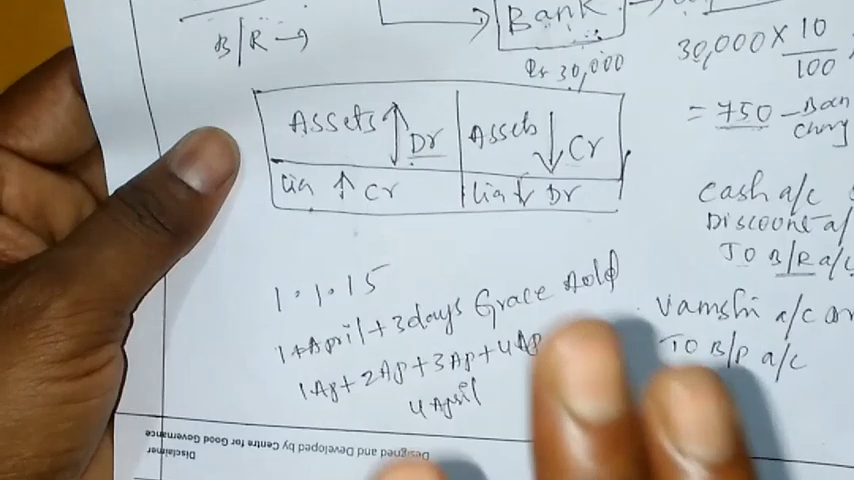 Bank
B/R →
Rs 30,000
30,000 × 10
100
= 750 - Ban
Charg
Assets ↑ Dr
Assets ↓ Cr
Lia ↑ Cr
Lia ↓ Dr
Cash a/c
Discount a/
TO B/R a/c
1.1.15
1 April + 3 days Grace
1 Ap + 2 Ap + 3 Ap + 4 Ap
4 April
Vamshi a/c
TO B/P a/c
Designed and Developed by Centre for Good Governance
Disclaimer